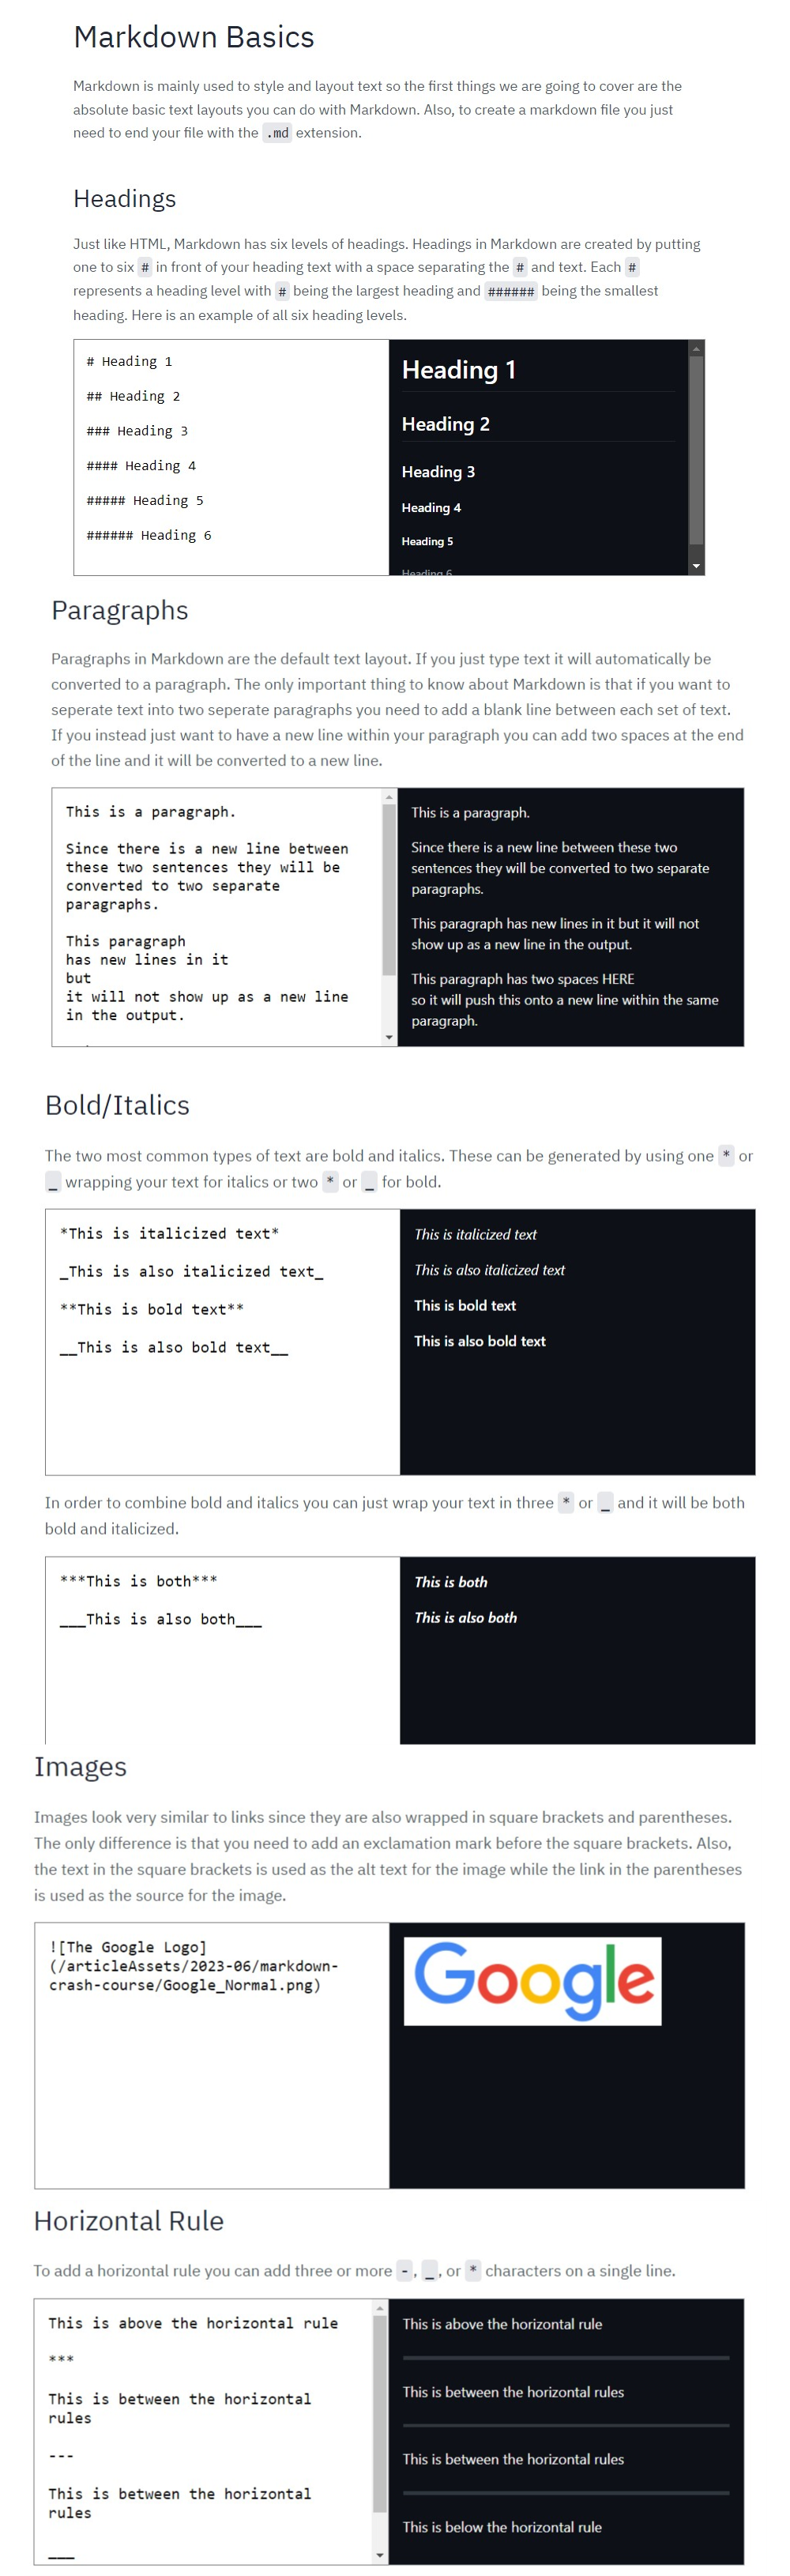 Markdown Basics
Markdown is mainly used to style and layout text so the first things we are going to cover are the
absolute basic text layouts you can do with Markdown. Also, to create a markdown file you just
need to end your file with the .md extension.
Headings
Just like HTML, Markdown has six levels of headings. Headings in Markdown are created by putting
one to six # in front of your heading text with a space separating the # and text. Each #
represents a heading level with # being the largest heading and ###### being the smallest
heading. Here is an example of all six heading levels.
# Heading 1
## Heading 2
### Heading 3
#### Heading 4
##### Heading 5
###### Heading 6
Heading 1
Heading 2
Heading 3
Heading 4
Heading 5
Heading 6
Paragraphs
Paragraphs in Markdown are the default text layout. If you just type text it will automatically be
converted to a paragraph. The only important thing to know about Markdown is that if you want to
seperate text into two seperate paragraphs you need to add a blank line between each set of text.
If you instead just want to have a new line within your paragraph you can add two spaces at the end
of the line and it will be converted to a new line.
This is a paragraph.
Since there is a new line between
these two sentences they will be
converted to two separate
paragraphs.
This paragraph
has new lines in it
but
it will not show up as a new line
in the output.
This is a paragraph.
Since there is a new line between these two
sentences they will be converted to two separate
paragraphs.
This paragraph has new lines in it but it will not
show up as a new line in the output.
This paragraph has two spaces HERE
so it will push this onto a new line within the same
paragraph.
Bold/Italics
The two most common types of text are bold and italics. These can be generated by using one * or
_ wrapping your text for italics or two * or _ for bold.
*This is italicized text*
_This is also italicized text_
**This is bold text**
__This is also bold text__
This is italicized text
This is also italicized text
This is bold text
This is also bold text
In order to combine bold and italics you can just wrap your text in three * or _ and it will be both
bold and italicized.
***This is both***
___This is also both___
This is both
This is also both
Images
Images look very similar to links since they are also wrapped in square brackets and parentheses.
The only difference is that you need to add an exclamation mark before the square brackets. Also,
the text in the square brackets is used as the alt text for the image while the link in the parentheses
is used as the source for the image.
![The Google Logo]
(/articleAssets/2023-06/markdown-
crash-course/Google_Normal.png)
Google
Horizontal Rule
To add a horizontal rule you can add three or more -, _, or * characters on a single line.
This is above the horizontal rule
***
This is between the horizontal
rules
---
This is between the horizontal
rules
___
This is above the horizontal rule
This is between the horizontal rules
This is between the horizontal rules
This is below the horizontal rule